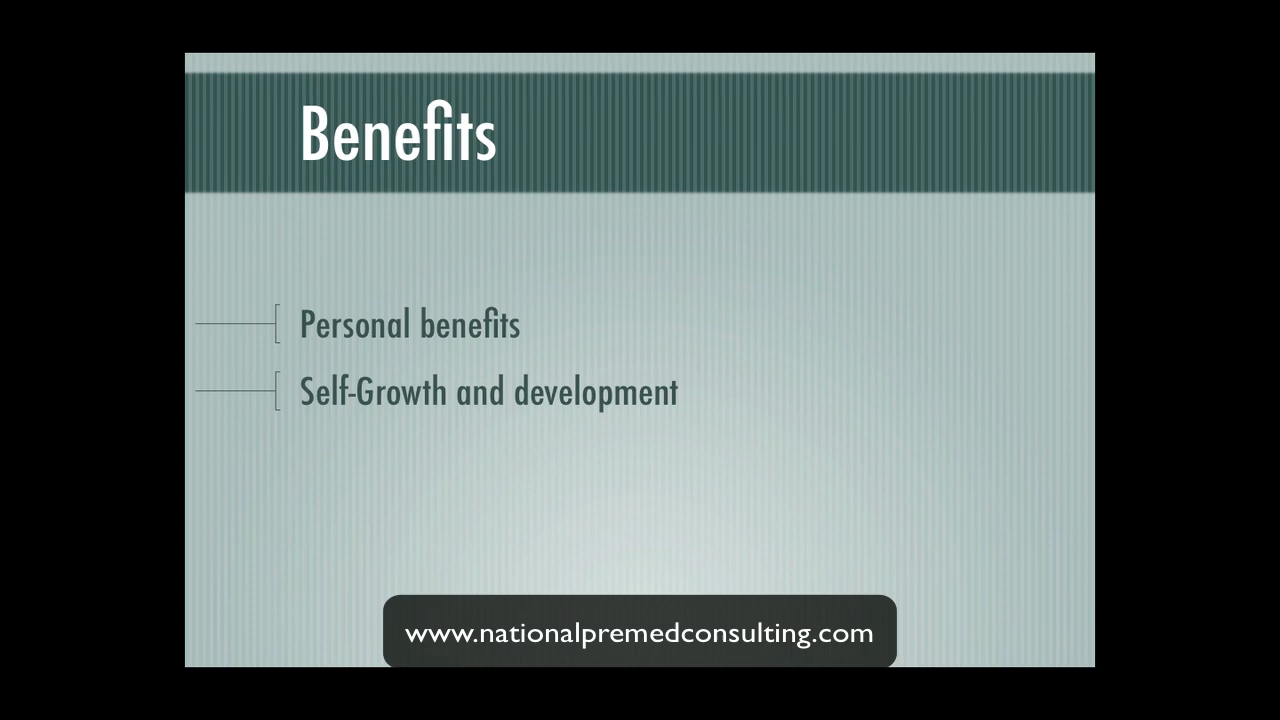 Benefits
Personal benefits
Self-Growth and development
www.nationalpremedconsulting.com